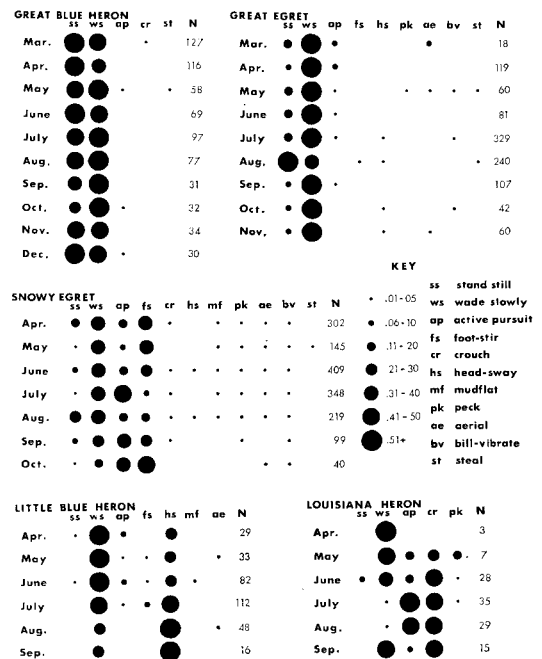 GREAT BLUE HERON
ss ws ap cr st N
Mar. 127
Apr. 116
May 58
June 69
July 97
Aug. 77
Sep. 31
Oct. 32
Nov. 34
Dec. 30
GREAT EGRET
ss ws ap fs hs pk ae bv st N
Mar. 18
Apr. 119
May 60
June 81
July 329
Aug. 240
Sep. 107
Oct. 42
Nov. 60
KEY
.01-05
.06-10
.11-20
.21-30
.31-40
.41-50
.51+
ss stand still
ws wade slowly
ap active pursuit
fs foot-stir
cr crouch
hs head-sway
mf mudflat
pk peck
ae aerial
bv bill-vibrate
st steal
SNOWY EGRET
ss ws ap fs cr hs mf pk ae bv st N
Apr. 302
May 145
June 409
July 348
Aug. 219
Sep. 99
Oct. 40
LITTLE BLUE HERON
ss ws ap fs hs mf ae N
Apr. 29
May 33
June 82
July 112
Aug. 48
Sep. 16
LOUISIANA HERON
ss ws ap cr pk N
Apr. 3
May 7
June 28
July 35
Aug. 29
Sep. 15